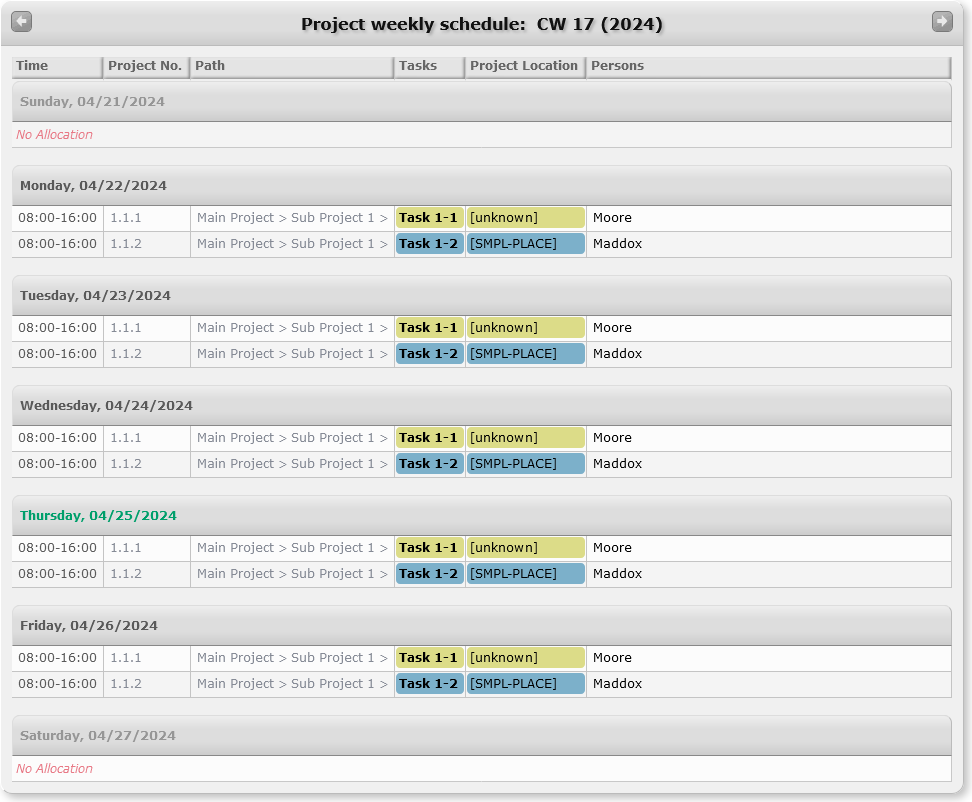 Project weekly schedule: CW 17 (2024)
Time Project No. Path Tasks Project Location Persons
Sunday, 04/21/2024
No Allocation
Monday, 04/22/2024
08:00-16:00 1.1.1 Main Project > Sub Project 1 > Task 1-1 [unknown] Moore
08:00-16:00 1.1.2 Main Project > Sub Project 1 > Task 1-2 [SMPL-PLACE] Maddox
Tuesday, 04/23/2024
08:00-16:00 1.1.1 Main Project > Sub Project 1 > Task 1-1 [unknown] Moore
08:00-16:00 1.1.2 Main Project > Sub Project 1 > Task 1-2 [SMPL-PLACE] Maddox
Wednesday, 04/24/2024
08:00-16:00 1.1.1 Main Project > Sub Project 1 > Task 1-1 [unknown] Moore
08:00-16:00 1.1.2 Main Project > Sub Project 1 > Task 1-2 [SMPL-PLACE] Maddox
Thursday, 04/25/2024
08:00-16:00 1.1.1 Main Project > Sub Project 1 > Task 1-1 [unknown] Moore
08:00-16:00 1.1.2 Main Project > Sub Project 1 > Task 1-2 [SMPL-PLACE] Maddox
Friday, 04/26/2024
08:00-16:00 1.1.1 Main Project > Sub Project 1 > Task 1-1 [unknown] Moore
08:00-16:00 1.1.2 Main Project > Sub Project 1 > Task 1-2 [SMPL-PLACE] Maddox
Saturday, 04/27/2024
No Allocation